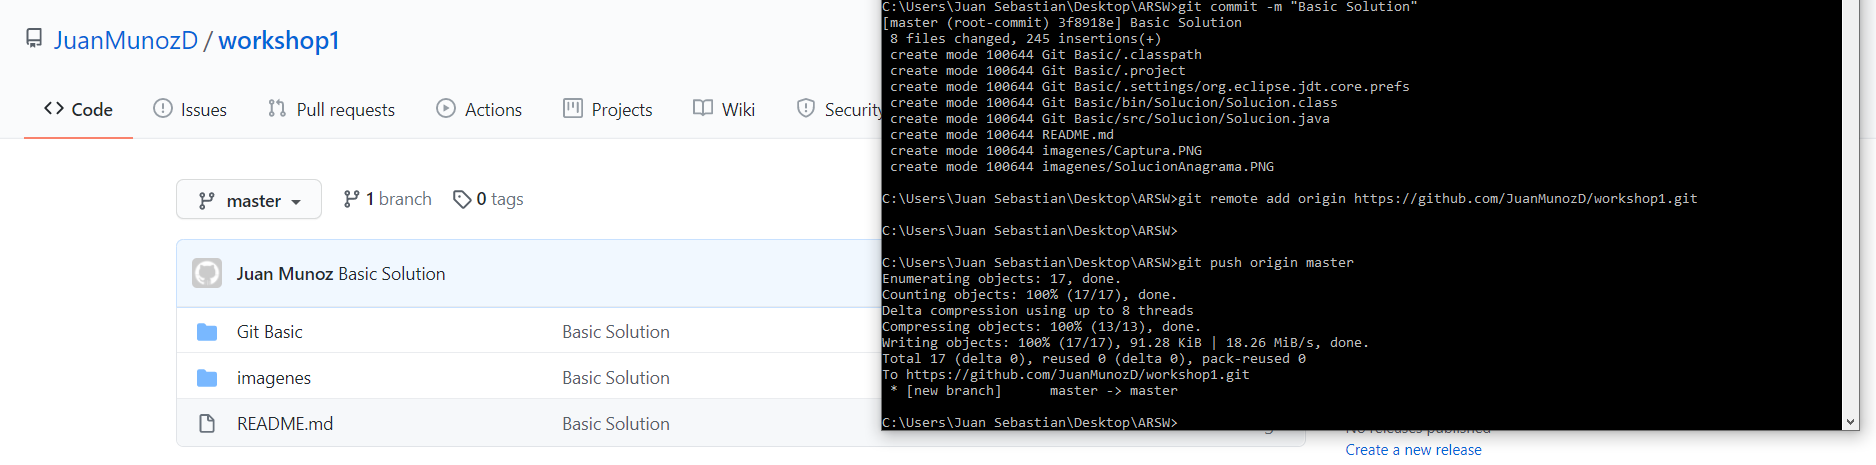 JuanMunozD / workshop1
Code Issues Pull requests Actions Projects Wiki Security
master 1 branch 0 tags
Juan Munoz Basic Solution
Git Basic Basic Solution
imagenes Basic Solution
README.md Basic Solution
C:\Users\Juan Sebastian\Desktop\ARSW>git commit -m "Basic Solution"
[master (root-commit) 3f8918e] Basic Solution
8 files changed, 245 insertions(+)
create mode 100644 Git Basic/.classpath
create mode 100644 Git Basic/.project
create mode 100644 Git Basic/.settings/org.eclipse.jdt.core.prefs
create mode 100644 Git Basic/bin/Solucion/Solucion.class
create mode 100644 Git Basic/src/Solucion/Solucion.java
create mode 100644 README.md
create mode 100644 imagenes/Captura.PNG
create mode 100644 imagenes/SolucionAnagrama.PNG
C:\Users\Juan Sebastian\Desktop\ARSW>git remote add origin https://github.com/JuanMunozD/workshop1.git
C:\Users\Juan Sebastian\Desktop\ARSW>
C:\Users\Juan Sebastian\Desktop\ARSW>git push origin master
Enumerating objects: 17, done.
Counting objects: 100% (17/17), done.
Delta compression using up to 8 threads
Compressing objects: 100% (13/13), done.
Writing objects: 100% (17/17), 91.28 KiB | 18.26 MiB/s, done.
Total 17 (delta 0), reused 0 (delta 0), pack-reused 0
To https://github.com/JuanMunozD/workshop1.git
* [new branch] master -> master
C:\Users\Juan Sebastian\Desktop\ARSW>
No releases published
Create a new release